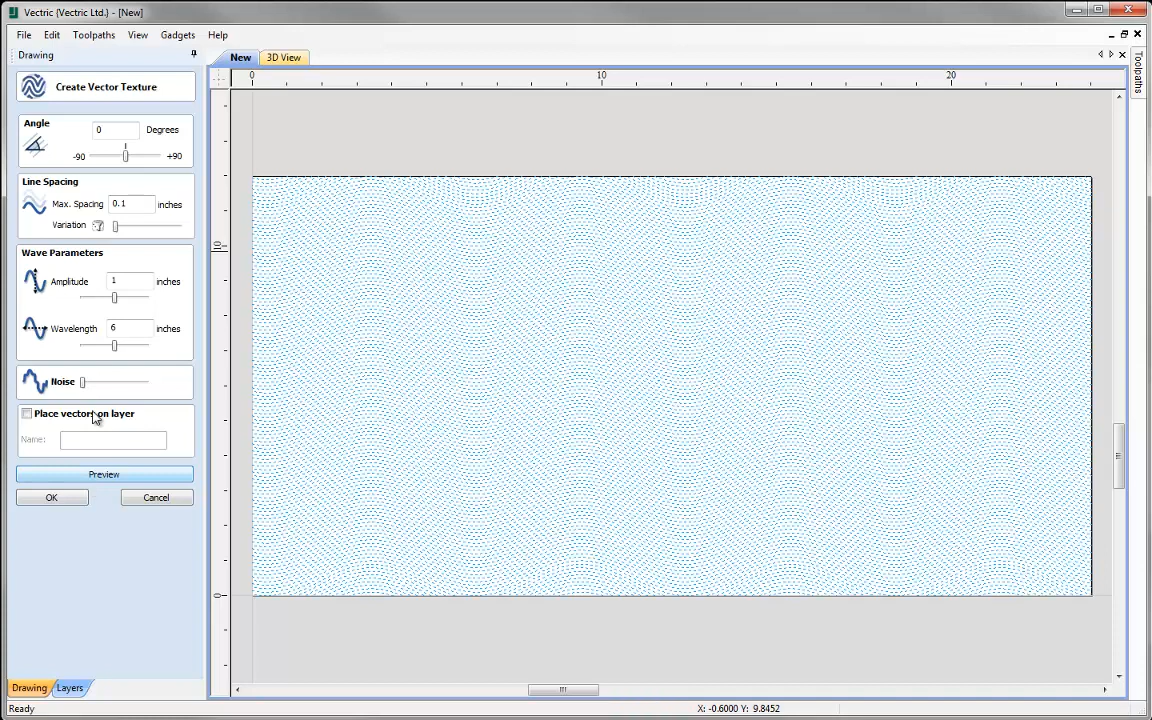 Vectric {Vectric Ltd.} - [New]
File Edit Toolpaths View Gadgets Help
Drawing
New 3D View
Create Vector Texture
0 10 20
Angle
0 Degrees
-90 +90
Line Spacing
Max. Spacing 0.1 inches
Variation
Wave Parameters
Amplitude 1 inches
Wavelength 6 inches
Noise
Place vectors on layer
Name:
Preview
OK Cancel
10
0
Toolpaths
Drawing Layers
Ready X: -0.6000 Y: 9.8452